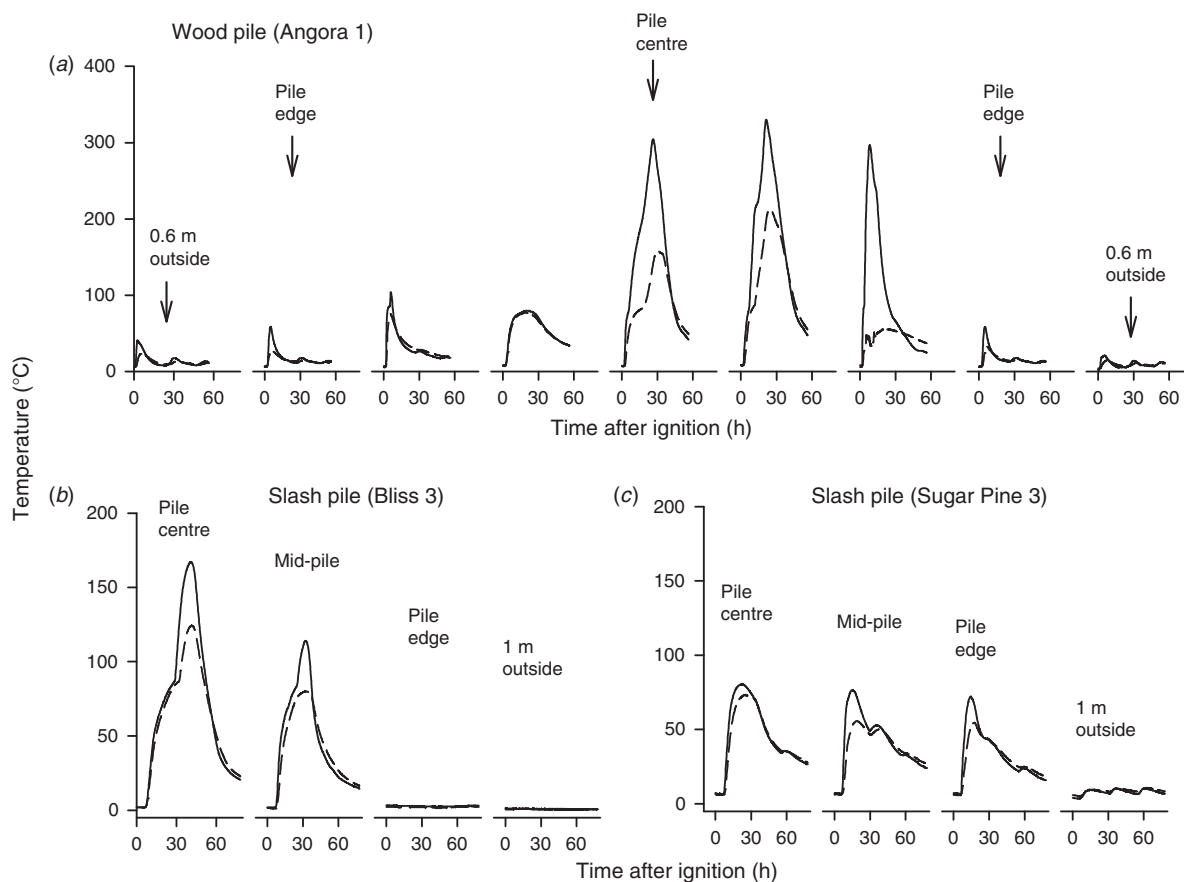 Wood pile (Angora 1)
(a)
Pile
centre
Pile
edge
Pile
edge
0.6 m
outside
0.6 m
outside
400
300
200
100
0
0 30 60 0 30 60 0 30 60 0 30 60 0 30 60 0 30 60 0 30 60 0 30 60 0 30 60
Time after ignition (h)
Temperature (°C)
(b)
Slash pile (Bliss 3)
Pile
centre
Mid-pile
Pile
edge
1 m
outside
200
150
100
50
0
0 30 60 0 30 60 0 30 60 0 30 60
(c)
Slash pile (Sugar Pine 3)
Pile
centre
Mid-pile
Pile
edge
1 m
outside
200
150
100
50
0
0 30 60 0 30 60 0 30 60 0 30 60
Time after ignition (h)